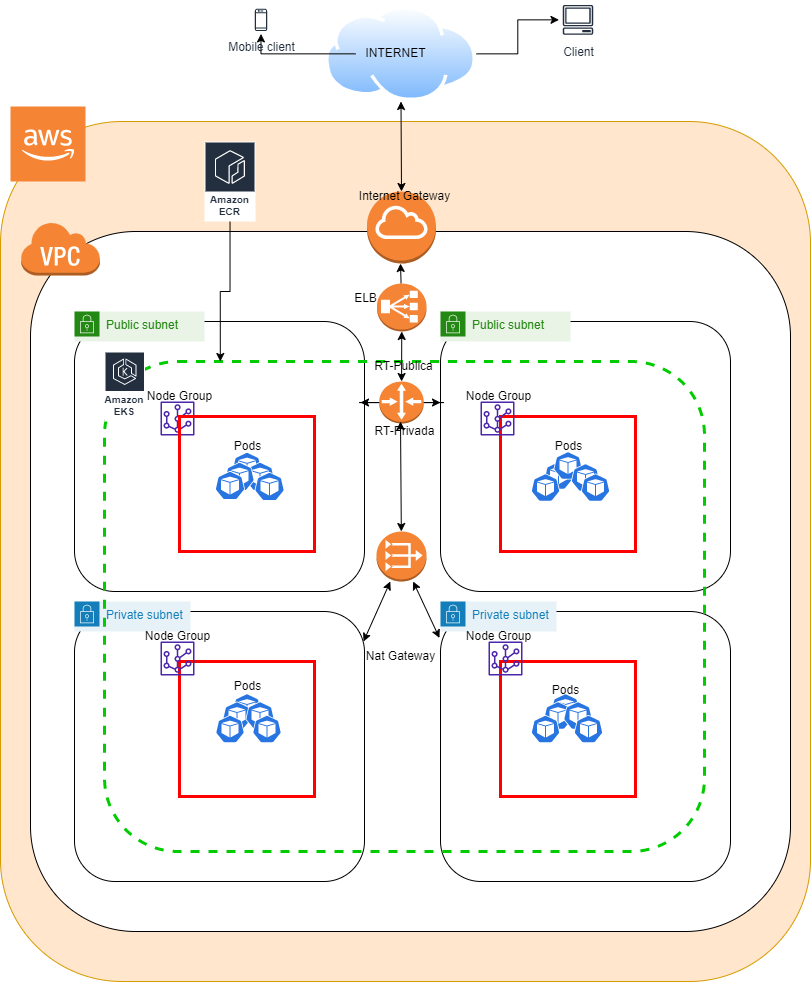 Mobile client
INTERNET
Client
aws
Amazon
ECR
Internet Gateway
VPC
ELB
Public subnet
Public subnet
RT-Publica
Amazon
EKS
Node Group
Node Group
RT-Privada
Pods
Pods
Private subnet
Private subnet
Node Group
Node Group
Nat Gateway
Pods
Pods